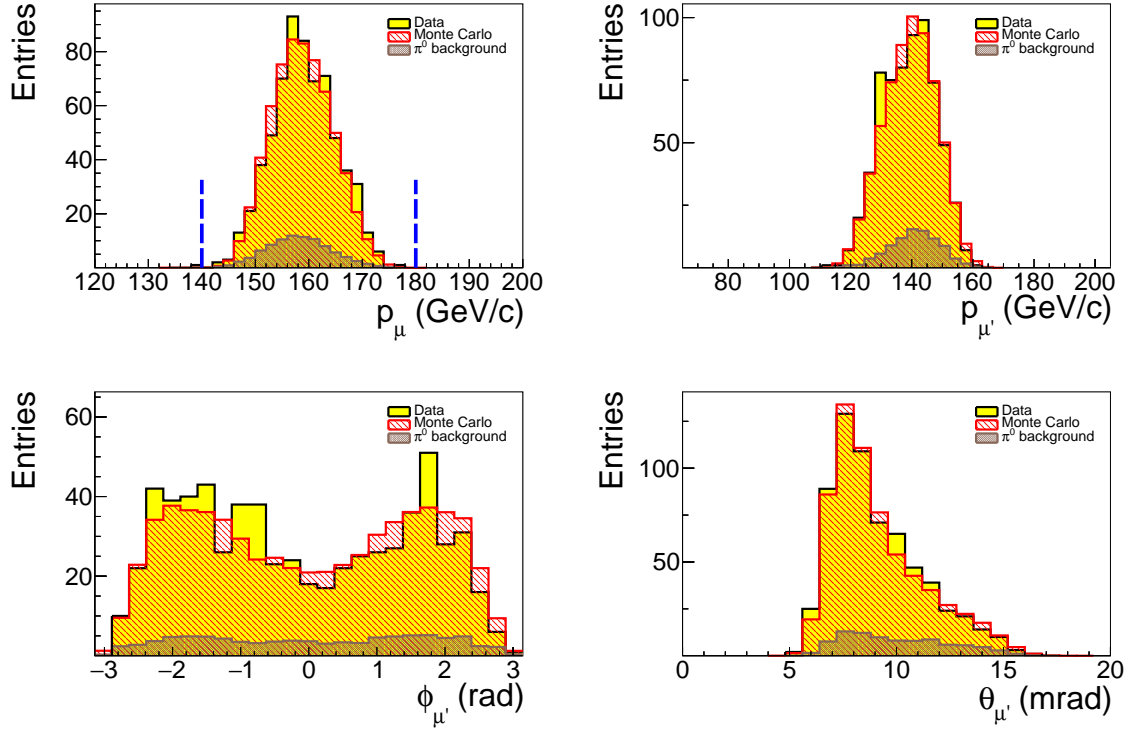 Entries
80
60
40
20
Data
Monte Carlo
π⁰ background
120 130 140 150 160 170 180 190 200
p_μ (GeV/c)
Entries
100
50
Data
Monte Carlo
π⁰ background
80 100 120 140 160 180 200
p_μ' (GeV/c)
Entries
60
40
20
Data
Monte Carlo
π⁰ background
−3 −2 −1 0 1 2 3
ϕ_μ' (rad)
Entries
100
50
Data
Monte Carlo
π⁰ background
0 5 10 15 20
θ_μ' (mrad)